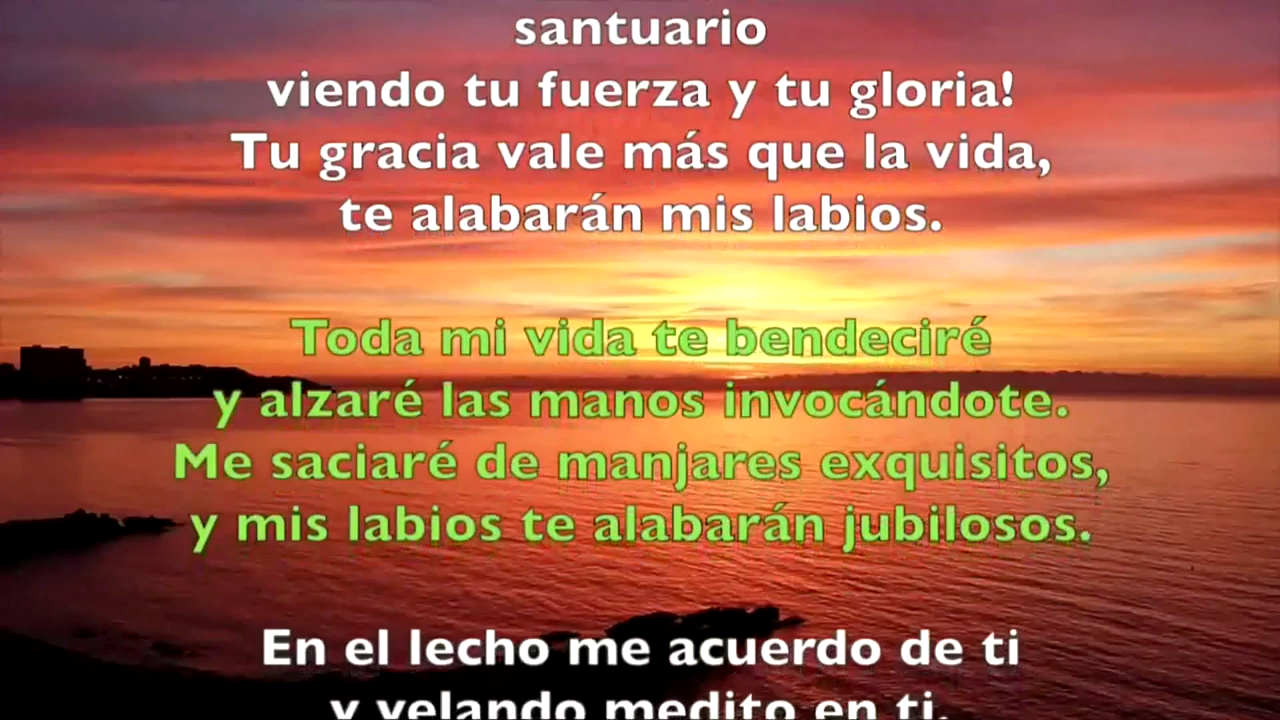 santuario
viendo tu fuerza y tu gloria!
Tu gracia vale más que la vida,
te alabarán mis labios.
Toda mi vida te bendeciré
y alzaré las manos invocándote.
Me saciaré de manjares exquisitos,
y mis labios te alabarán jubilosos.
En el lecho me acuerdo de ti
y velando medito en ti,